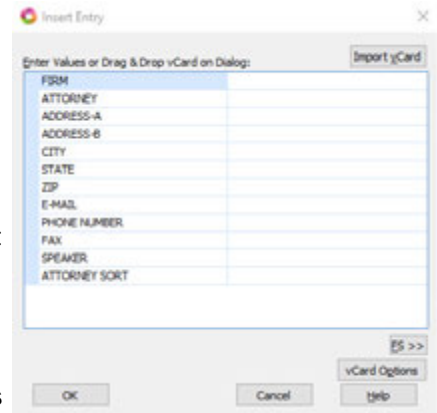 Insert Entry
Import vCard
Enter Values or Drag & Drop vCard on Dialog:
FIRM
ATTORNEY
ADDRESS-A
ADDRESS-B
CITY
STATE
ZIP
E-MAIL
PHONE NUMBER
FAX
SPEAKER
ATTORNEY SORT
FS >>
vCard Options
OK
Cancel
Help